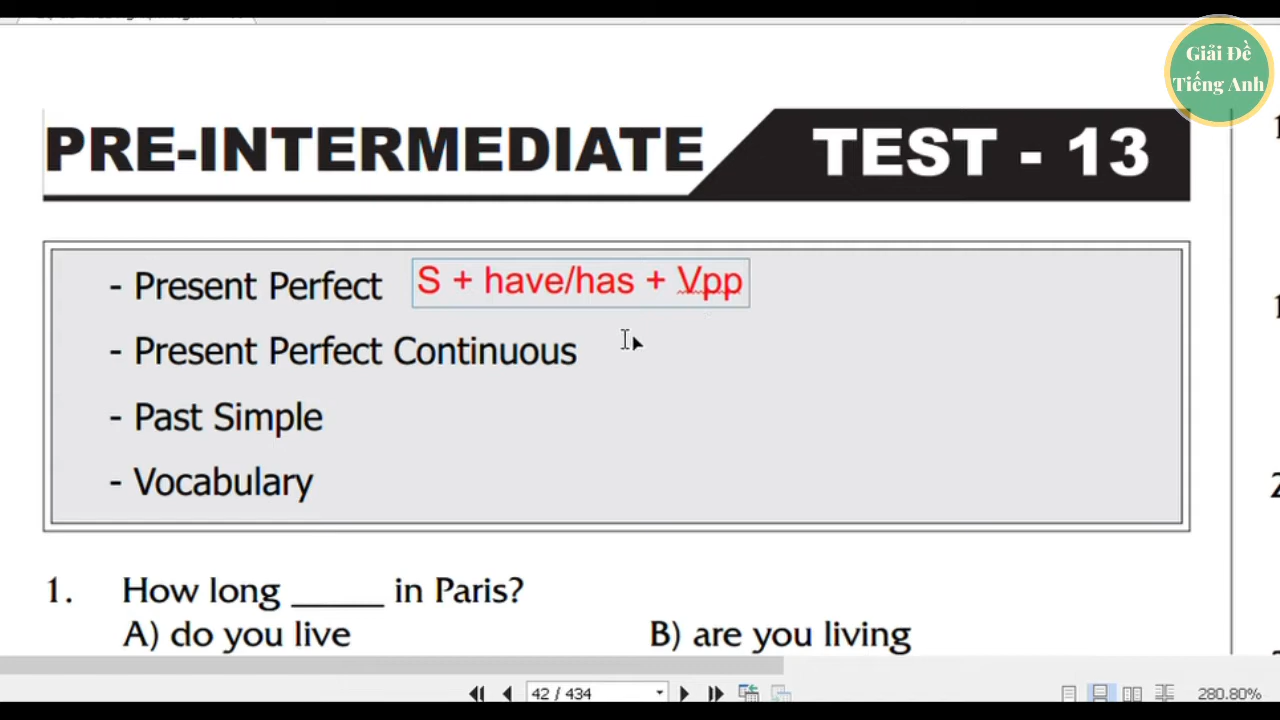 Giải Đề
Tiếng Anh
PRE-INTERMEDIATE TEST - 13
- Present Perfect S + have/has + Vpp
- Present Perfect Continuous
- Past Simple
- Vocabulary
1. How long _____ in Paris?
A) do you live B) are you living
42 / 434
280.80%